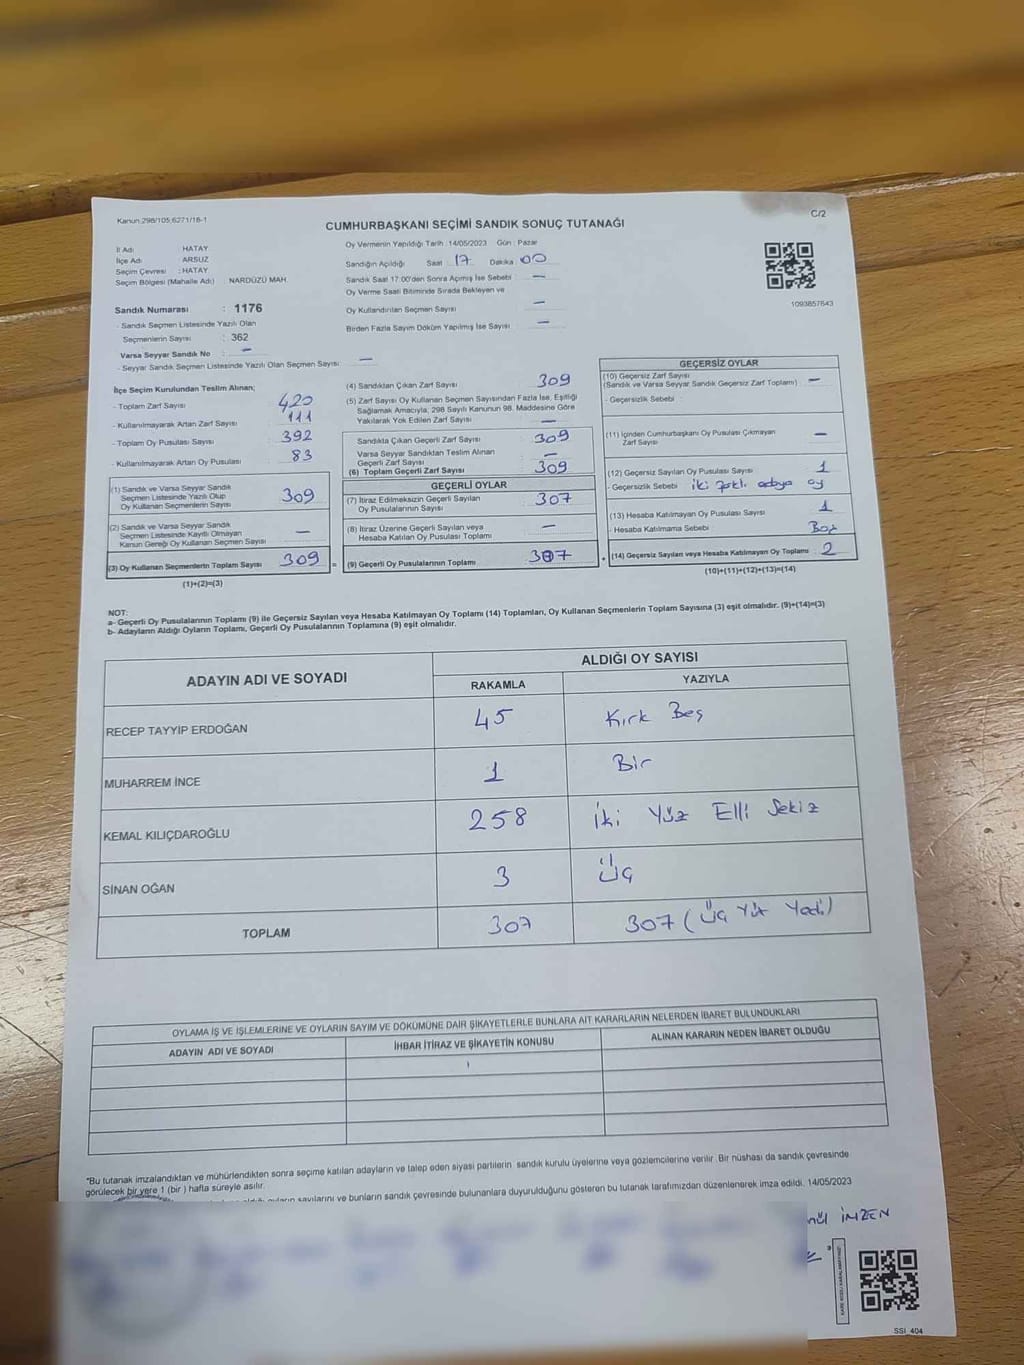 Kanun:298/105;6271/16-1
C/2
CUMHURBAŞKANI SEÇİMİ SANDIK SONUÇ TUTANAĞI
İl Adı HATAY
İlçe Adı ARSUZ
Seçim Çevresi : HATAY
Seçim Bölgesi (Mahalle Adı) NARDÜZÜ MAH.
Oy Vermenin Yapıldığı Tarih :14/05/2023 Gün : Pazar
Sandığın Açıldığı Saat 17 Dakika 00
Sandık Saat 17:00'den Sonra Açılmış İse Sebebi : —
Oy Verme Saati Bitiminde Sırada Bekleyen ve
Oy Kullandırılan Seçmen Sayısı —
Birden Fazla Sayım Döküm Yapılmış İse Sayısı : —
1093857643
Sandık Numarası : 1176
- Sandık Seçmen Listesinde Yazılı Olan
Seçmenlerin Sayısı : 362
Varsa Seyyar Sandık No : —
- Seyyar Sandık Seçmen Listesinde Yazılı Olan Seçmen Sayısı: —
İlçe Seçim Kurulundan Teslim Alınan;
- Toplam Zarf Sayısı : 420
- Kullanılmayarak Artan Zarf Sayısı : 111
- Toplam Oy Pusulası Sayısı : 392
- Kullanılmayarak Artan Oy Pusulası : 83
(1) Sandık ve Varsa Seyyar Sandık
Seçmen Listesinde Yazılı Olup
Oy Kullanan Seçmenlerin Sayısı : 309
(2) Sandık ve Varsa Seyyar Sandık
Seçmen Listesinde Kayıtlı Olmayan
Kanun Gereği Oy Kullanan Seçmen Sayısı : —
(3) Oy Kullanan Seçmenlerin Toplam Sayısı : 309 =
(1)+(2)=(3)
(4) Sandıktan Çıkan Zarf Sayısı : 309
(5) Zarf Sayısı Oy Kullanan Seçmen Sayısından Fazla İse, Eşitliği
Sağlamak Amacıyla, 298 Sayılı Kanunun 98. Maddesine Göre
Yakılarak Yok Edilen Zarf Sayısı : —
Sandıkta Çıkan Geçerli Zarf Sayısı : 309
Varsa Seyyar Sandıktan Teslim Alınan
Geçerli Zarf Sayısı : —
(6) Toplam Geçerli Zarf Sayısı : 309
GEÇERLİ OYLAR
(7) İtiraz Edilmeksizin Geçerli Sayılan
Oy Pusulasının Sayısı : 307
(8) İtiraz Üzerine Geçerli Sayılan veya
Hesaba Katılan Oy Pusulası Toplamı : —
(9) Geçerli Oy Pusulalarının Toplamı : 307 +
GEÇERSİZ OYLAR
(10) Geçersiz Zarf Sayısı
(Sandık ve Varsa Seyyar Sandık Geçersiz Zarf Toplamı) : —
- Geçersizlik Sebebi :
(11) İçinden Cumhurbaşkanı Oy Pusulası Çıkmayan
Zarf Sayısı : —
(12) Geçersiz Sayılan Oy Pusulası Sayısı : 1
- Geçersizlik Sebebi : iki farklı adaya oy
(13) Hesaba Katılmayan Oy Pusulası Sayısı : 1
- Hesaba Katılmama Sebebi : Boş
(14) Geçersiz Sayılan veya Hesaba Katılmayan Oy Toplamı : 2
(10)+(11)+(12)+(13)=(14)
NOT:
a- Geçerli Oy Pusulalarının Toplamı (9) ile Geçersiz Sayılan veya Hesaba Katılmayan Oy Toplamı (14) Toplamları, Oy Kullanan Seçmenlerin Toplam Sayısına (3) eşit olmalıdır. (9)+(14)=(3)
b- Adayların Aldığı Oyların Toplamı, Geçerli Oy Pusulalarının Toplamına (9) eşit olmalıdır.
ADAYIN ADI VE SOYADI ALDIĞI OY SAYISI
RAKAMLA YAZIYLA
RECEP TAYYİP ERDOĞAN 45 Kırk Beş
MUHARREM İNCE 1 Bir
KEMAL KILIÇDAROĞLU 258 İki Yüz Elli Sekiz
SİNAN OĞAN 3 Üç
TOPLAM 307 307 (Üç Yüz Yedi)
OYLAMA İŞ VE İŞLEMLERİNE VE OYLARIN SAYIM VE DÖKÜMÜNE DAİR ŞİKAYETLERLE BUNLARA AİT KARARLARIN NELERDEN İBARET BULUNDUKLARI
ADAYIN ADI VE SOYADI İHBAR İTİRAZ VE ŞİKAYETİN KONUSU ALINAN KARARIN NEDEN İBARET OLDUĞU
*Bu tutanak imzalandıktan ve mühürlendikten sonra seçime katılan adayların ve talep eden siyasi partilerin sandık kurulu üyelerine veya gözlemcilerine verilir. Bir nüshası da sandık çevresinde
görülecek bir yere 1 (bir) hafta süreyle asılır.
sayılarını ve bunların sandık çevresinde bulunanlara duyurulduğunu gösteren bu tutanak tarafımızdan düzenlenerek imza edildi. 14/05/2023
İMZEN
SSI_404